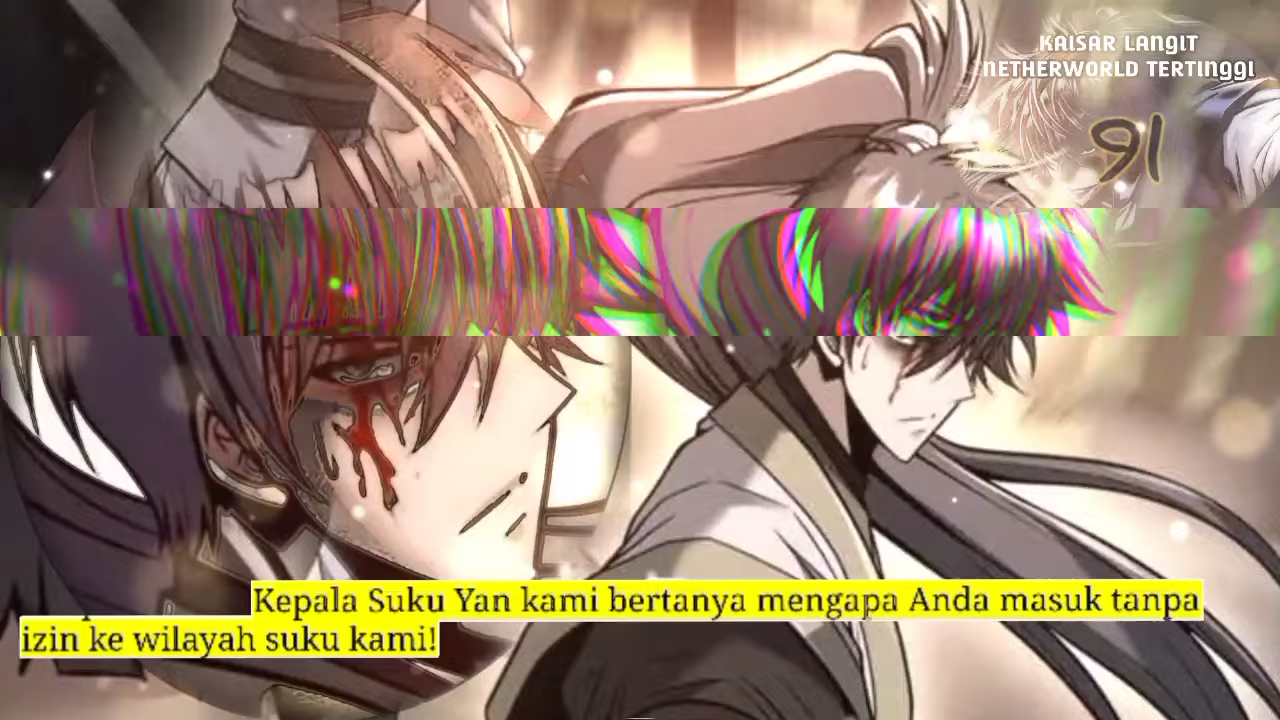 KAISAR LANGIT
NETHERWORLD TERTINGGI
91
Kepala Suku Yan kami bertanya mengapa Anda masuk tanpa
izin ke wilayah suku kami!